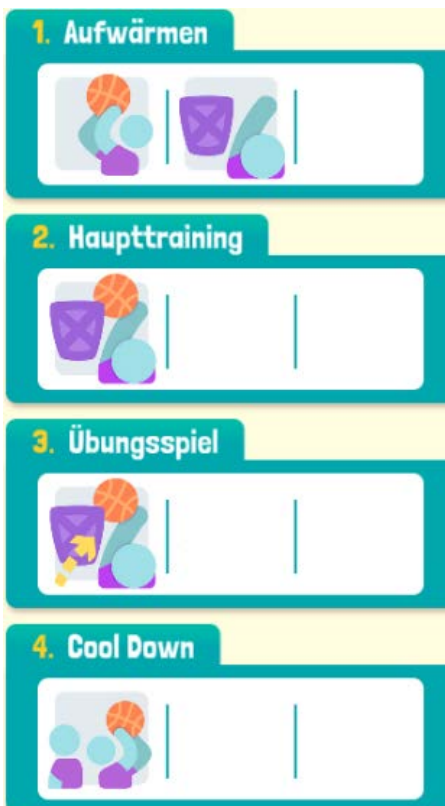 1. Aufwärmen
2. Haupttraining
3. Übungsspiel
4. Cool Down